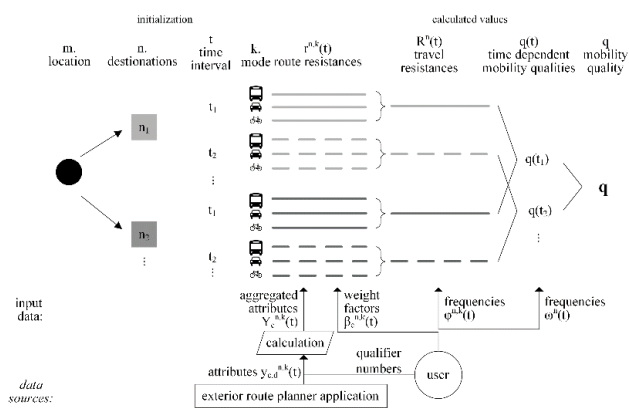 initialization
calculated values
m.
location
n.
destionations
t
time
interval
k.
mode
r^n,k(t)
route resistances
R^n(t)
travel
resistances
q(t)
time dependent
mobility qualities
q
mobility
quality
n₁
t₁
t₂
⋮
q(t₁)
q
q(t₂)
⋮
n₂
⋮
t₁
t₂
⋮
input
data:
aggregated
attributes
Y_c^n,k(t)
weight
factors
β_c^n,k(t)
frequencies
φ^n,k(t)
frequencies
ω^n(t)
calculation
attributes y_c,d^n,k(t)
qualifier
numbers
user
data
sources:
exterior route planner application